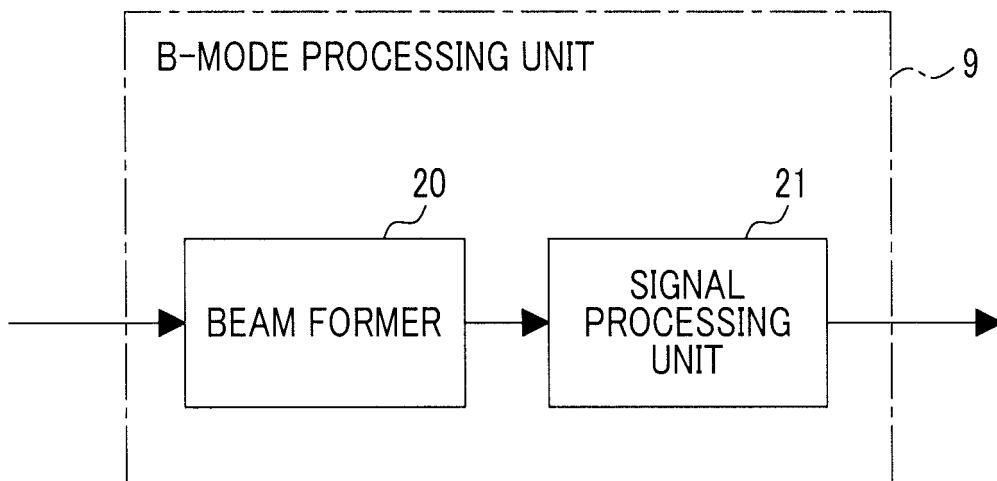 B-MODE PROCESSING UNIT
9
20
21
BEAM FORMER
SIGNAL
PROCESSING
UNIT